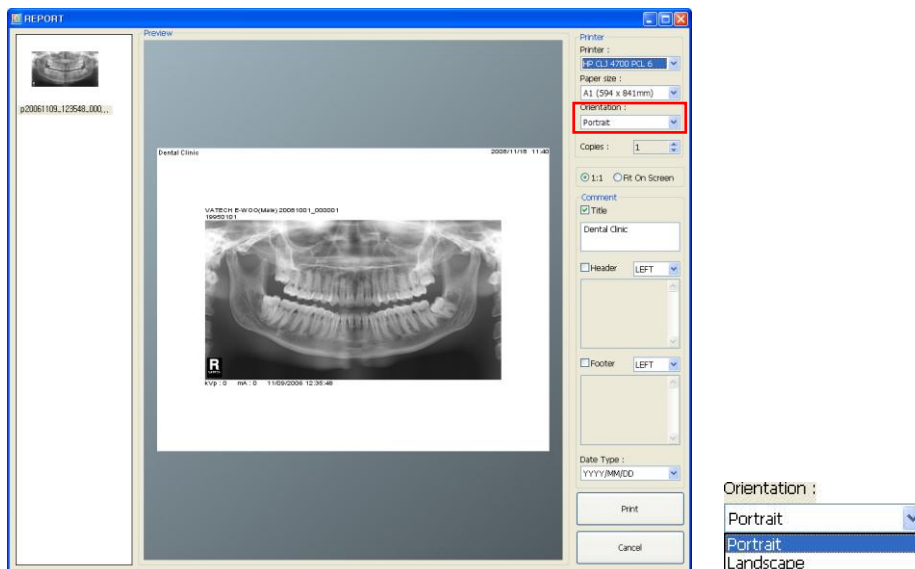 REPORT
p20061109_123548_000,..
Preview
Dental Clinic 2006/11/16 11:40
VATECH E-WOO(Male) 20061001_000001
19950101
R
kVp : 0 mA : 0 11/09/2006 12:35:48
Printer
Printer :
HP CLJ 4700 PCL 6
Paper size :
A1 (594 x 841mm)
Orientation :
Portrait
Copies : 1
1:1 Fit On Screen
Comment
Title
Dental Clinic
Header LEFT
Footer LEFT
Date Type :
YYYY/MM/DD
Print
Cancel
Orientation :
Portrait
Portrait
Landscape